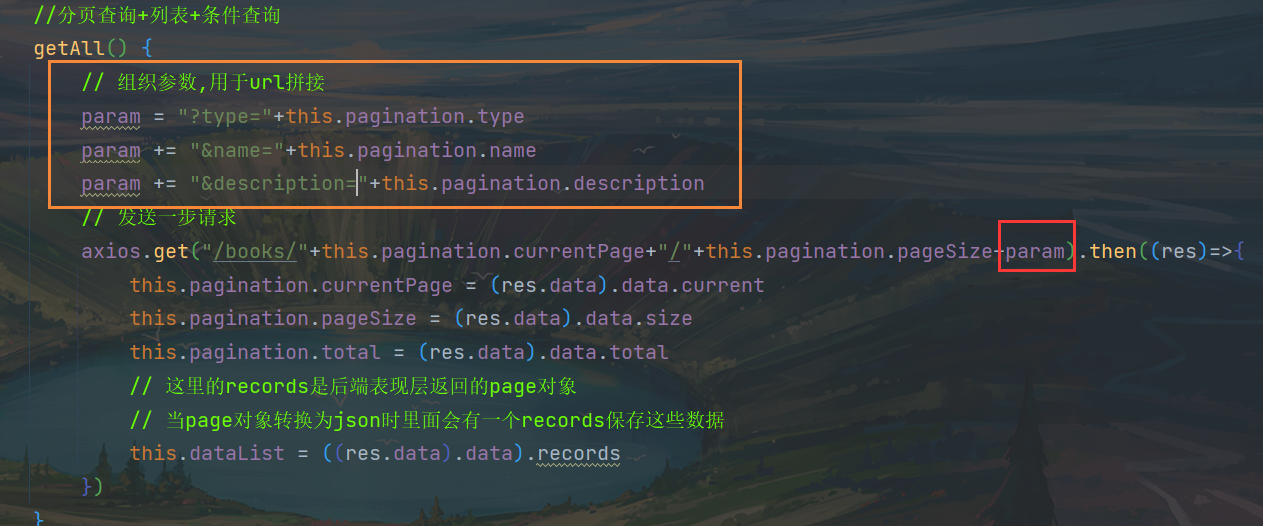 //分页查询+列表+条件查询
getAll() {
// 组织参数,用于url拼接
param = "?type="+this.pagination.type
param += "&name="+this.pagination.name
param += "&description="+this.pagination.description
// 发送一步请求
axios.get("/books/"+this.pagination.currentPage+"/"+this.pagination.pageSize+param).then((res)=>{
this.pagination.currentPage = (res.data).data.current
this.pagination.pageSize = (res.data).data.size
this.pagination.total = (res.data).data.total
// 这里的records是后端表现层返回的page对象
// 当page对象转换为json时里面会有一个records保存这些数据
this.dataList = ((res.data).data).records
})
}